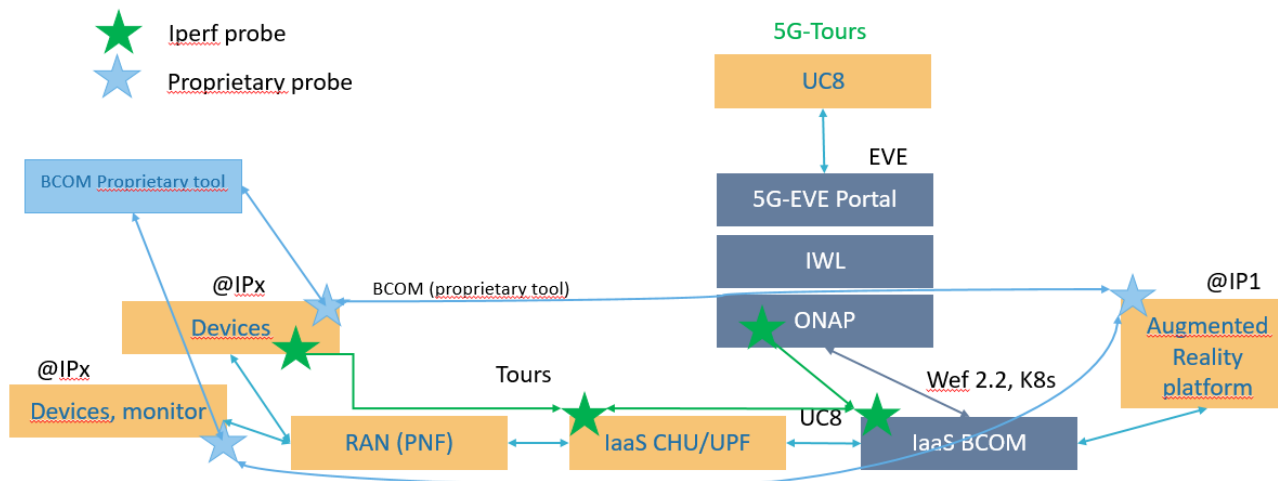 Iperf probe
Proprietary probe
5G-Tours
UC8
EVE
5G-EVE Portal
IWL
ONAP
BCOM Proprietary tool
@IPx
BCOM (proprietary tool)
@IP1
Devices
Augmented
Reality
platform
@IPx
Devices, monitor
Tours
Wef 2.2, K8s
UC8
RAN (PNF)
IaaS CHU/UPF
IaaS BCOM